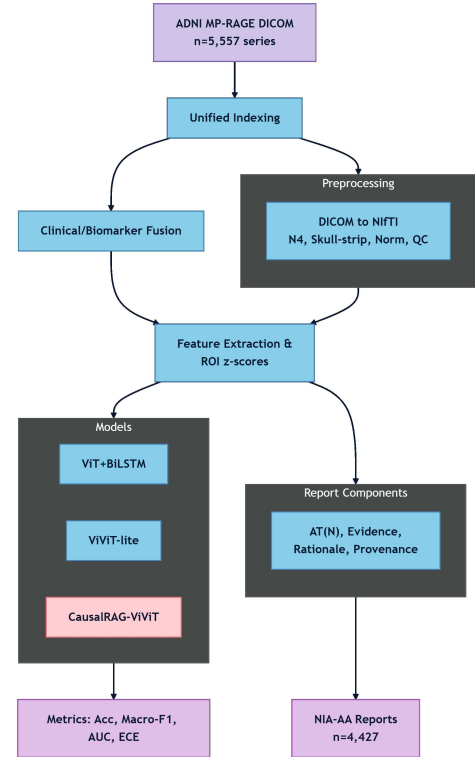 ADNI MP-RAGE DICOM
n=5,557 series
Unified Indexing
Clinical/Biomarker Fusion
Preprocessing
DICOM to NIfTI
N4, Skull-strip, Norm, QC
Feature Extraction &
ROI z-scores
Models
ViT+BiLSTM
ViViT-lite
CausalRAG-ViViT
Report Components
AT(N), Evidence,
Rationale, Provenance
Metrics: Acc, Macro-F1,
AUC, ECE
NIA-AA Reports
n=4,427